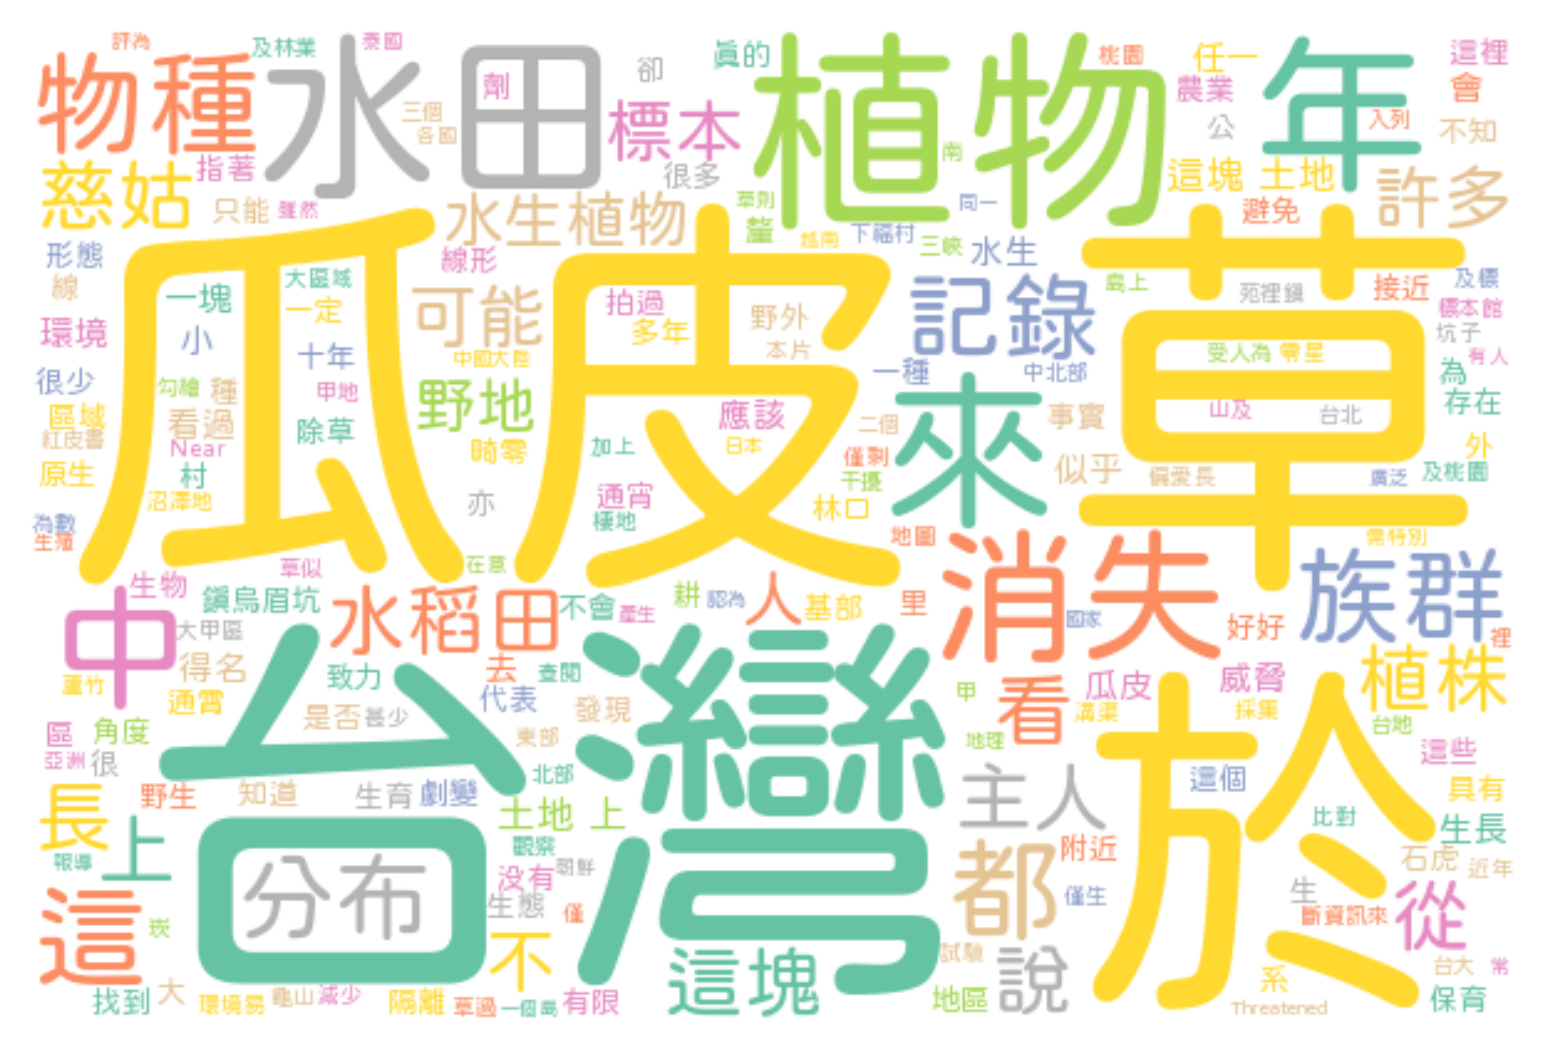 評為 及林業 泰國 真的 桃園 任一 這裡
物種 水田 劑 卻 植物 年
三個 各國 標本 農業 會
公 入列 不知
慈姑 指著 很多 南 這塊 土地 許多
只能 雖然 水生植物 草則 同一 避免
瓜皮草
形態 線形 釐 越南 下福村 三峽 水生
線 大區域 島上 苑裡鎮 接近 及標
一塊 一定 可能 拍過 野外 記錄 標本館
環境 小 多年 本片 坑子
十年 中國大陸 受人為 零星 有人
很少 勾繪 種 甲地 野地 一種 中北部 為
區域 看過 應該 來 山及 台北 存在
紅皮書 除草 二個 事實
Near 畸零 加上 日本 外
原生 村 僅剩 似乎 偏愛長 廣泛 及桃園
沼澤地 亦 通宵 干擾
為數 棲地 林口
生殖 地圖 消失 需特別
草似 在意 族群
生物 鎮烏眉坑 水稻田 不會 耕 認為 人 基部 里
中 產生 國家 好好 裡
大甲區 台灣
得名 致力 去 查閱 植株
蘆竹 通霄 代表 甲 看 瓜皮 威脅 於
是否 甚少 發現 溝渠 採集 台地
區 角度 東部 地理 這些
亞洲 很 北部 這個
長 野生 知道 生育 劇變 主人 具有
上 土地 上 比對 生長
報導 觀察 附近 石虎 近年
分布 沒有 朝鮮 都 僅生 生
這 崁 生態 僅 斷資訊來 從
不 試驗 說
找到 大 這塊 系 台大 常
環境易 龜山 減少 隔離 草過 一個島 有限 地區 Threatened 保育